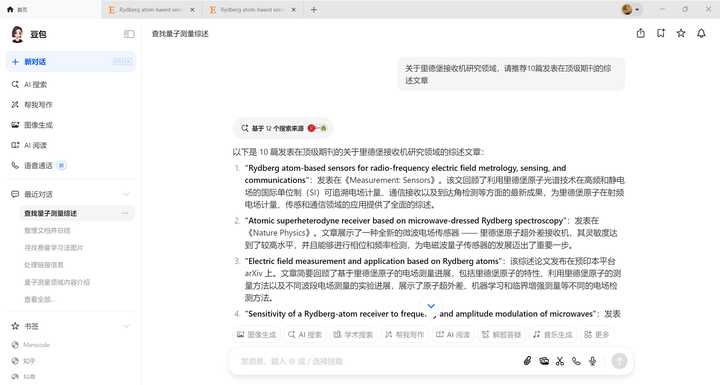 首页
Rydberg atom-based sens
Rydberg atom-based sens
豆包
查找量子测量综述
新对话
AI 搜索
帮我写作
图像生成
AI 阅读
语音通话
最近对话
查找量子测量综述
整理文档并归纳
寻找热量学习法图片
处理链接信息
量子测量领域内容介绍
查看全部...
书签
知乎
关于里德堡接收机研究领域，请推荐10篇发表在顶级期刊的综
述文章
基于 12 个搜索来源
以下是 10 篇发表在顶级期刊的关于里德堡接收机研究领域的综述文章：
1. "Rydberg atom-based sensors for radio-frequency electric field metrology, sensing, and
communications"：发表在《Measurement: Sensors》。该文回顾了利用里德堡原子光谱技术在高频和静电
场的国际单位制（SI）可追溯电场计量、通信接收以及到达角检测等方面的最新成果，为里德堡原子在射频
电场计量、传感和通信领域的应用提供了全面的综述。
2. "Atomic superheterodyne receiver based on microwave-dressed Rydberg spectroscopy"：发表在
《Nature Physics》。文章展示了一种全新的微波电场传感器 —— 里德堡原子超外差接收机，其灵敏度达
到了较高水平，并且能够进行相位和频率检测，为电磁波量子传感器的发展迈出了重要一步。
3. "Electric field measurement and application based on Rydberg atoms"：该综述论文发布在预印本平台
arXiv 上。文章简要回顾了基于里德堡原子的电场测量进展，包括里德堡原子的特性、利用里德堡原子的测
量方法以及不同波段电场测量的实验进展，展示了原子超外差、机器学习和临界增强测量等不同的电场检
测方法。
4. "Sensitivity of a Rydberg-atom receiver to freque y and amplitude modulation of microwaves"：发表
图像生成
AI 搜索
学术搜索
帮我写作
AI 阅读
解题答疑
音乐生成
更多
发消息、输入 @ 或 / 选择技能